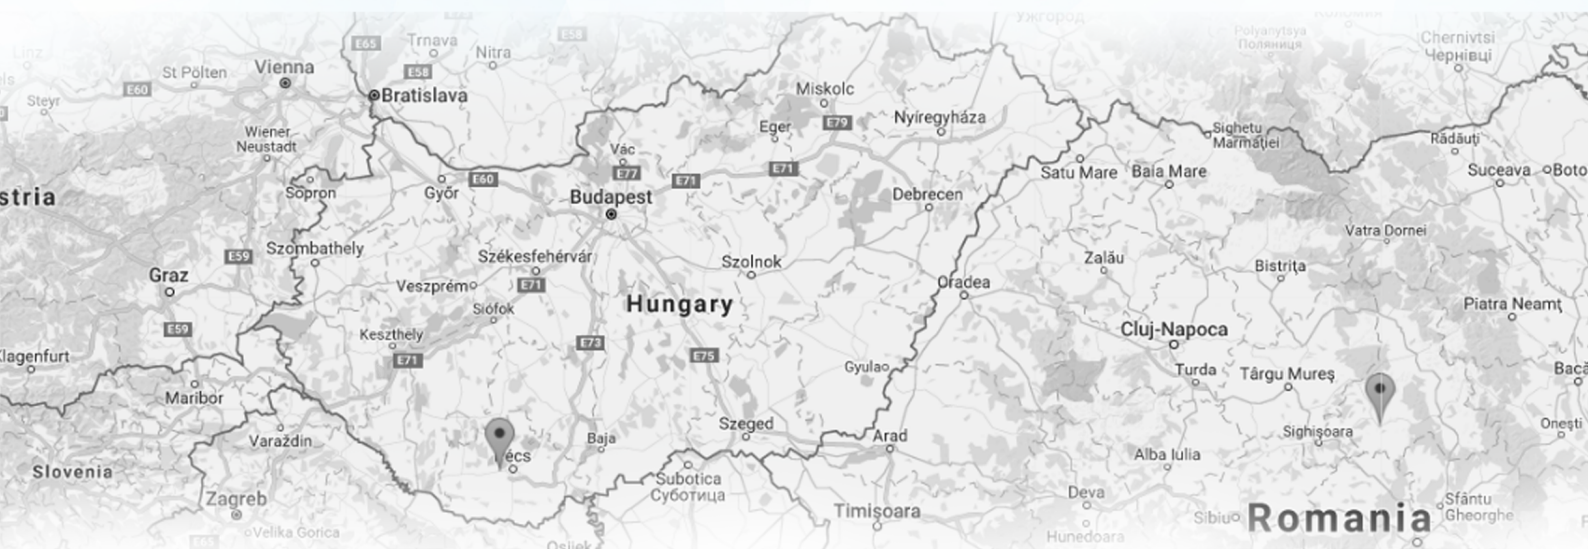 Ужгород
Коломия
Linz
Trnava
E65
E58
Nitra
Polyanytsya
Поляниця
Chernivtsi
Чернівці
St Pölten
Vienna
E58
E60
Steyr
Bratislava
Miskolc
Nyíregyháza
E79
Eger
Wiener
Neustadt
Vác
E77
Sighetu
Marmației
Rădăuți
Sopron
Győr
E60
E71
E71
Satu Mare
Baia Mare
Suceava
Boto
stria
Budapest
Debrecen
Szombathely
E59
Székesfehérvár
Szolnok
Vatra Dornei
Zalău
Bistrița
Graz
Veszprém
E71
Oradea
Siófok
Hungary
Piatra Neamț
E59
Keszthely
E71
E73
E75
Cluj-Napoca
Klagenfurt
Gyula
Turda
Târgu Mureș
Bacă
Maribor
Varaždin
Baja
Szeged
Arad
Sighișoara
Onești
écs
Alba Iulia
Slovenia
Subotica
Суботица
Zagreb
Timișoara
Deva
Sibiu
Romania
Sfântu
Gheorghe
Velika Gorica
Hunedoara
Osijek